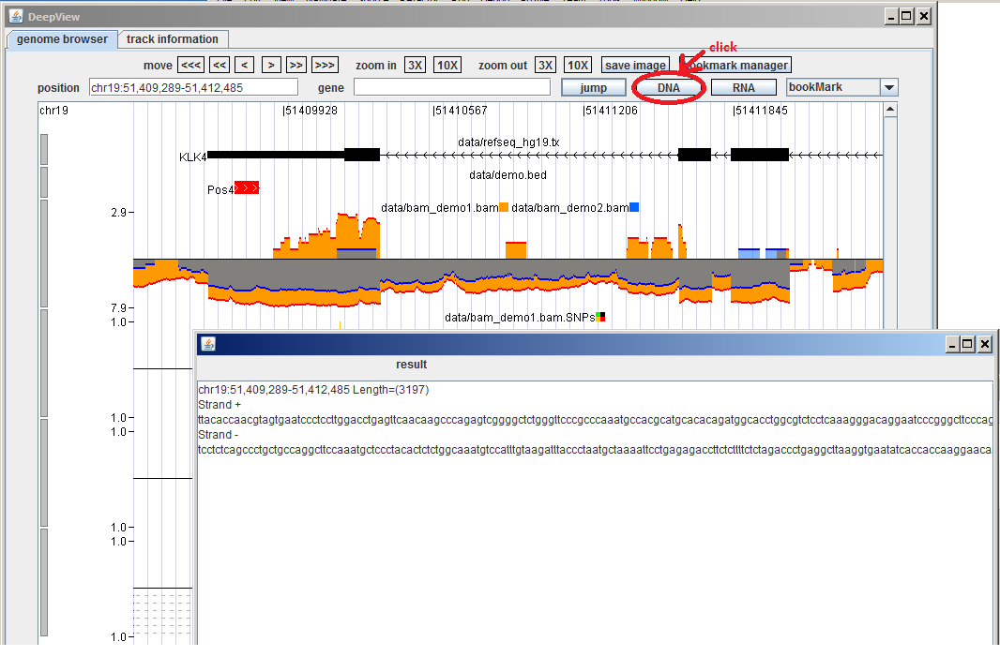 DeepView
genome browser track information
click
move <<< << < > >> >>> zoom in 3X 10X zoom out 3X 10X save image bookmark manager
position chr19:51,409,289-51,412,485 gene jump DNA RNA bookMark
chr19 |51409928 |51410567 |51411206 |51411845
data/refseq_hg19.tx
KLK4
data/demo.bed
Pos4
data/bam_demo1.bam data/bam_demo2.bam
2.9
7.9
data/bam_demo1.bam.SNPs
1.0
result
chr19:51,409,289-51,412,485 Length=(3197)
Strand +
ttacaccaacgtagtgaatccctccttggacctgagttcaacaagcccagagtcggggctctgggttcccgcccaaatgccacgcatgcacacagatggcacctggcgtctcctcaaagggacaggaatcccgggcttcccag
Strand -
tcctctcagccctgctgccaggcttccaaatgctccctacactctctggcaaatgtccatttgtaagatttaccctaatgctaaaattcctgagagaccttctcttttctctagaccctgaggcttaaggtgaatatcaccaccaaggaaca
1.0
1.0
1.0
1.0
1.0